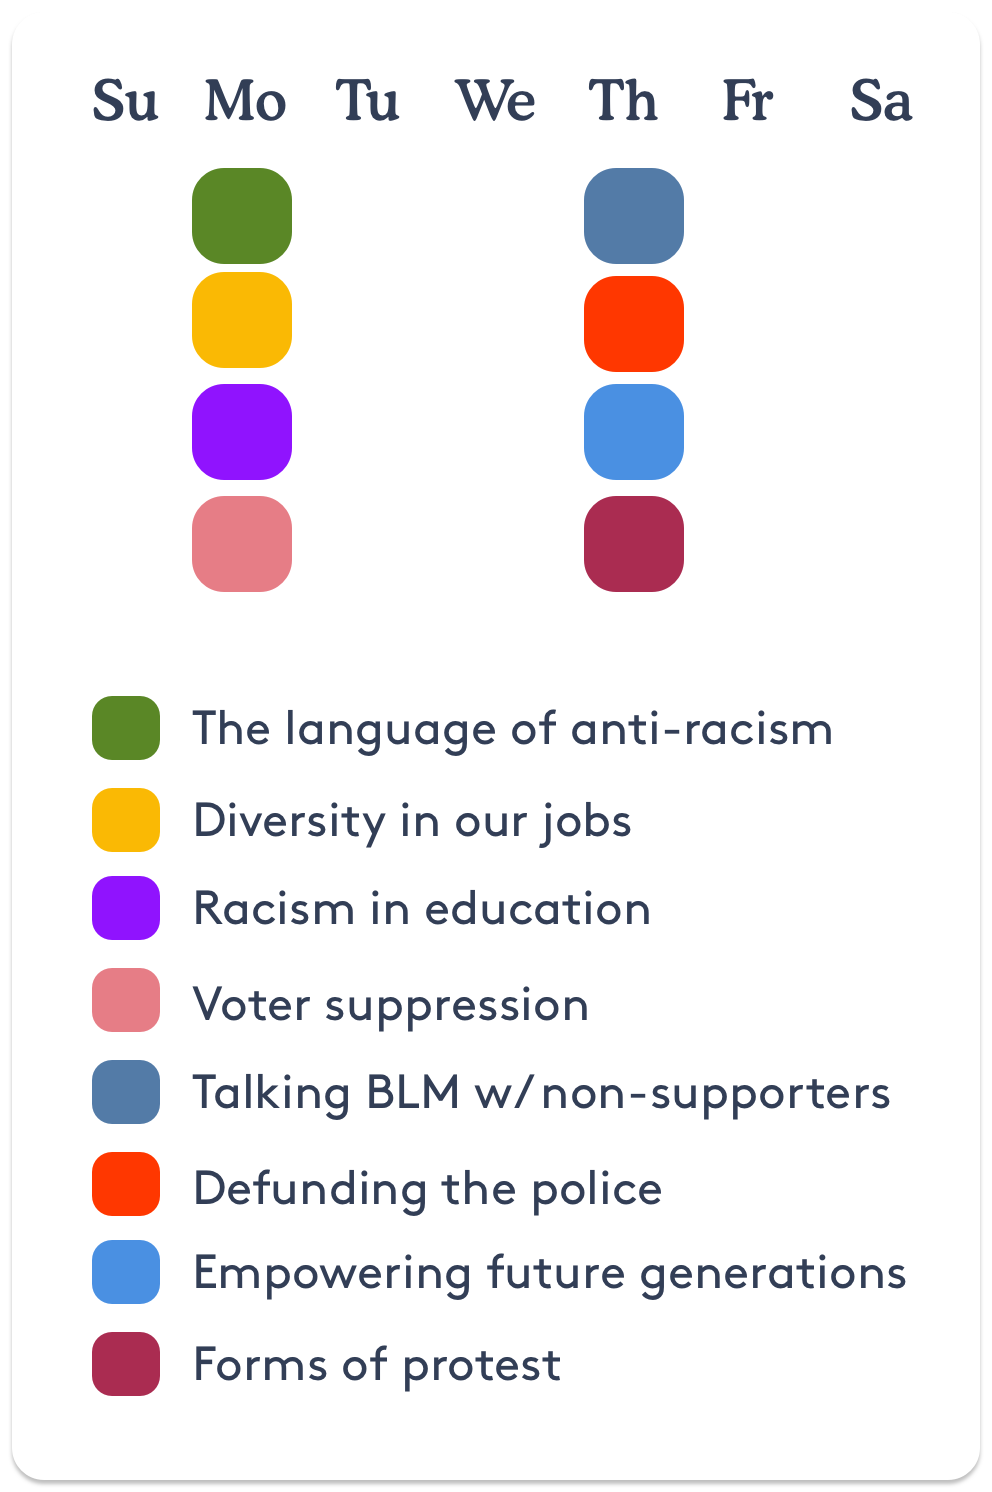 Su Mo Tu We Th Fr Sa
The language of anti-racism
Diversity in our jobs
Racism in education
Voter suppression
Talking BLM w/non-supporters
Defunding the police
Empowering future generations
Forms of protest